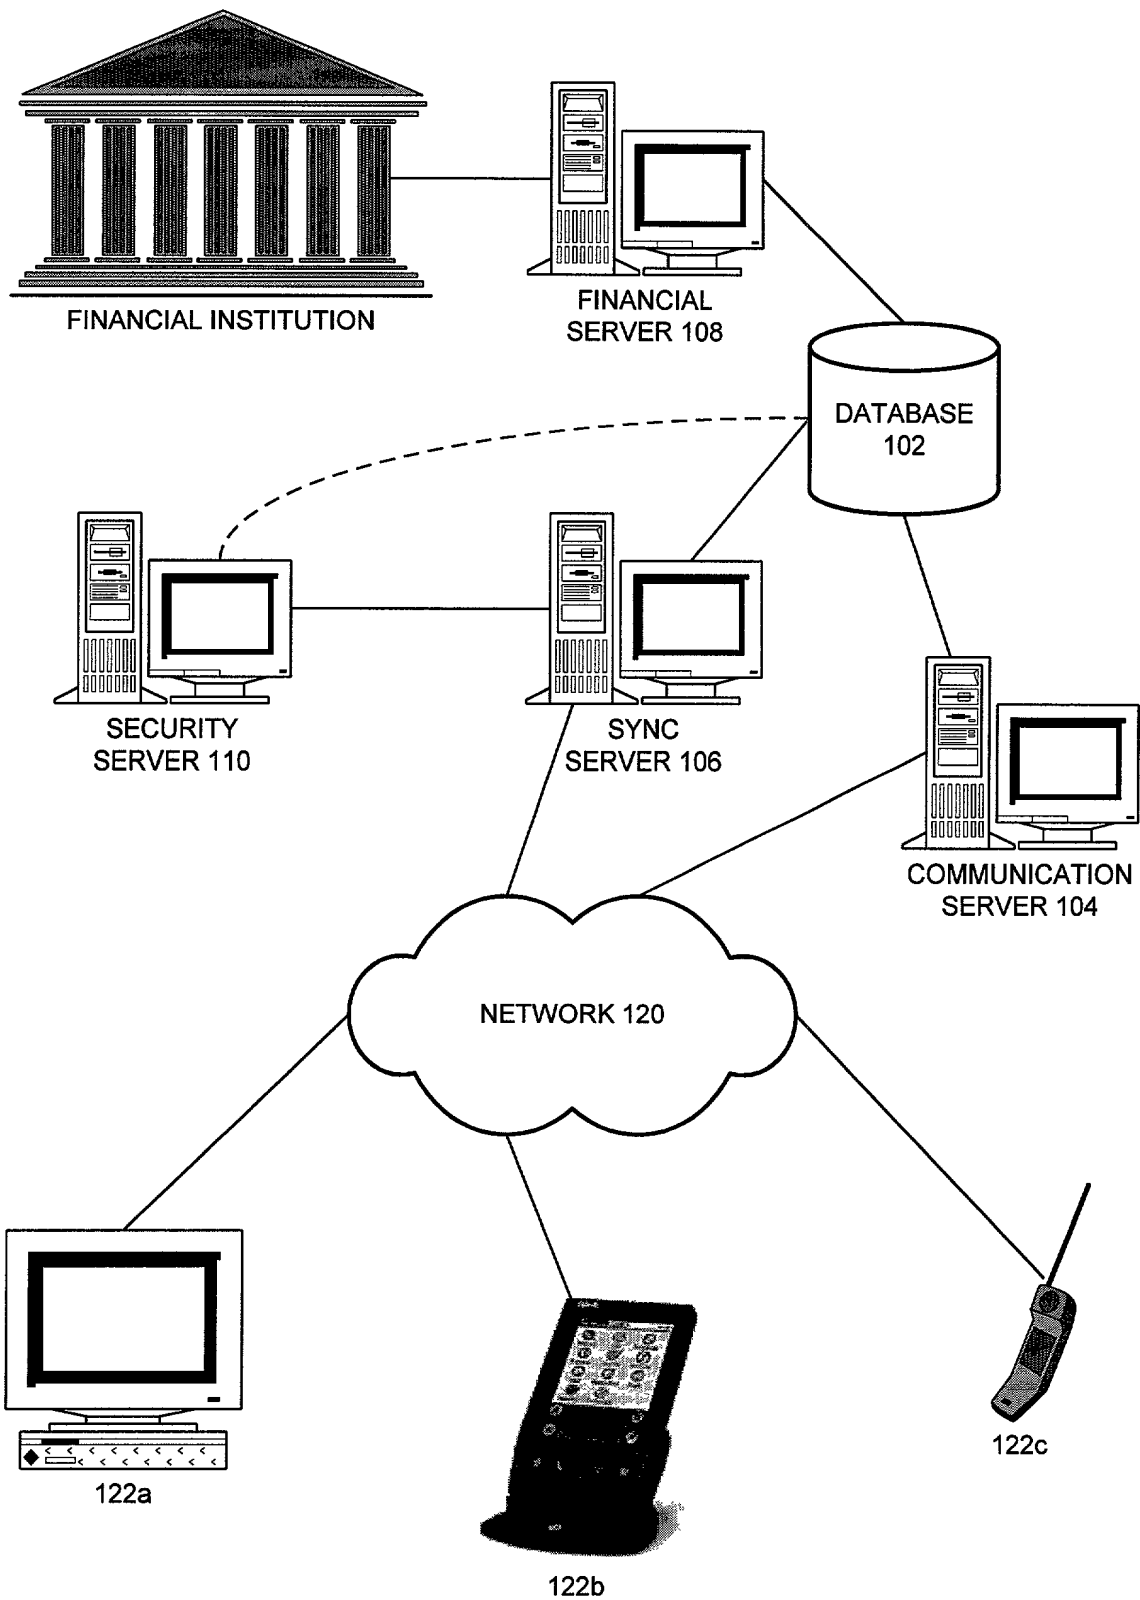 FINANCIAL INSTITUTION
FINANCIAL
SERVER 108
DATABASE
102
SECURITY
SERVER 110
SYNC
SERVER 106
COMMUNICATION
SERVER 104
NETWORK 120
122a
122b
122c